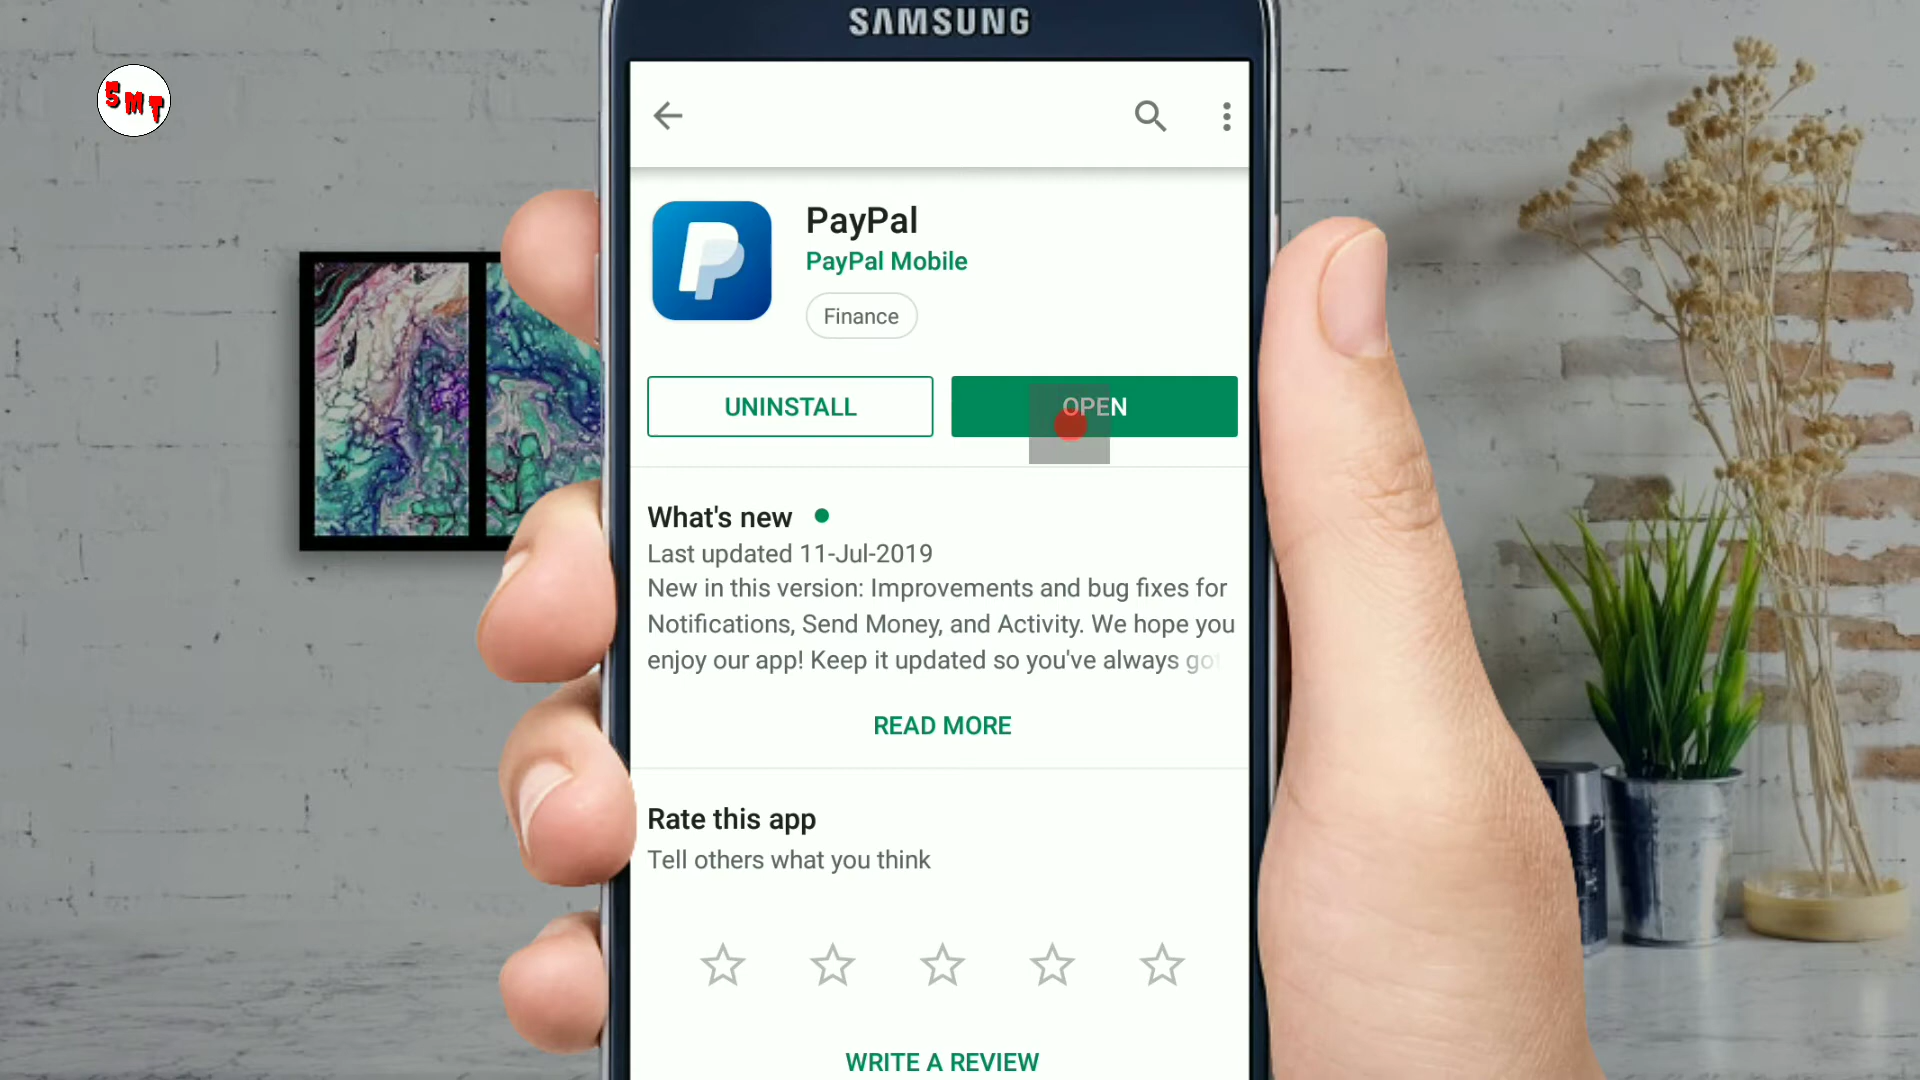 SAMSUNG
SMT
PayPal
PayPal Mobile
Finance
UNINSTALL
OPEN
What's new
Last updated 11-Jul-2019
New in this version: Improvements and bug fixes for
Notifications, Send Money, and Activity. We hope you
enjoy our app! Keep it updated so you've always got
READ MORE
Rate this app
Tell others what you think
WRITE A REVIEW